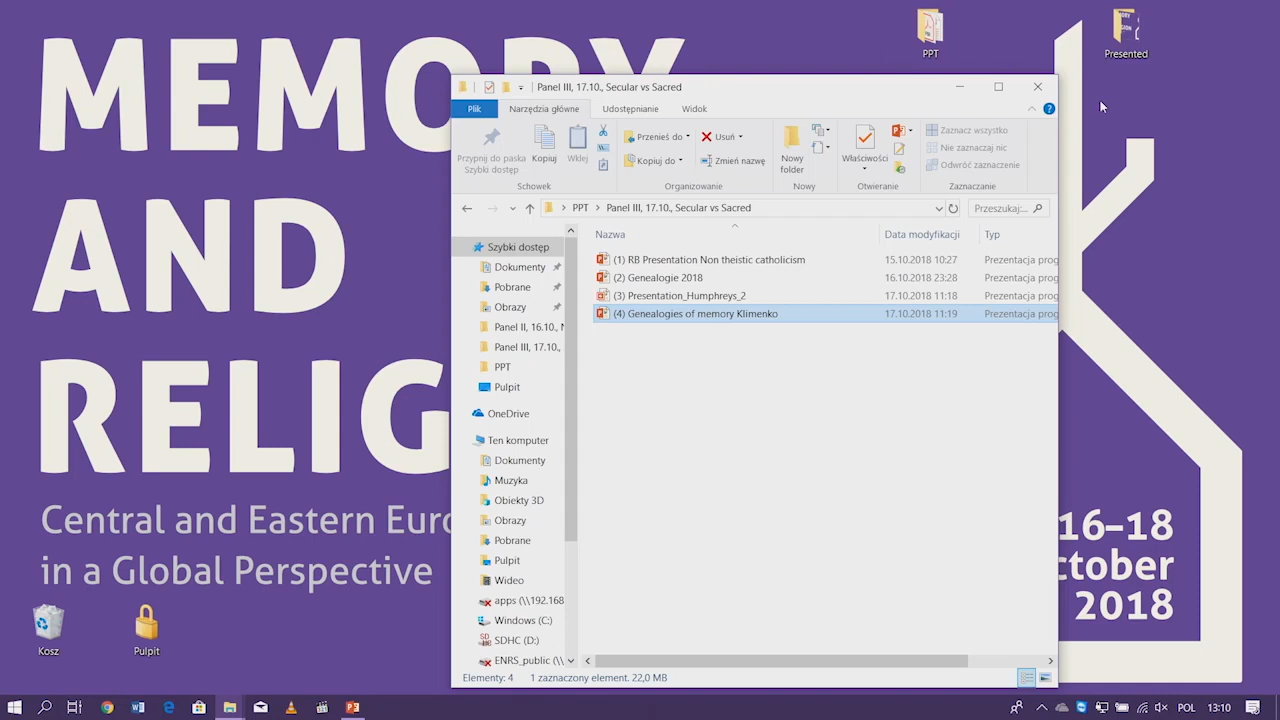 MEMORY
AND
RELIG
Central and Eastern Euro
in a Global Perspective
16–18
ctober
2018
PPT
Presented
Kosz
Pulpit
Panel III, 17.10., Secular vs Sacred
Plik
Narzędzia główne
Udostępnianie
Widok
Przypnij do paska
Szybki dostęp
Kopiuj
Wklej
Schowek
Przenieś do
Kopiuj do
Usuń
Zmień nazwę
Organizowanie
Nowy
folder
Nowy
Właściwości
Otwieranie
Zaznacz wszystko
Nie zaznaczaj nic
Odwróć zaznaczenie
Zaznaczanie
PPT > Panel III, 17.10., Secular vs Sacred
Przeszukaj:...
Nazwa Data modyfikacji Typ
(1) RB Presentation Non theistic catholicism 15.10.2018 10:27 Prezentacja prog
(2) Genealogie 2018 16.10.2018 23:28 Prezentacja prog
(3) Presentation_Humphreys_2 17.10.2018 11:18 Prezentacja prog
(4) Genealogies of memory Klimenko 17.10.2018 11:19 Prezentacja prog
Szybki dostęp
Dokumenty
Pobrane
Obrazy
Panel II, 16.10., N
Panel III, 17.10.,
PPT
Pulpit
OneDrive
Ten komputer
Dokumenty
Muzyka
Obiekty 3D
Obrazy
Pobrane
Pulpit
Wideo
apps (\\192.168
Windows (C:)
SDHC (D:)
ENRS_public (\\
Elementy: 4 1 zaznaczony element. 22,0 MB
POL 13:10